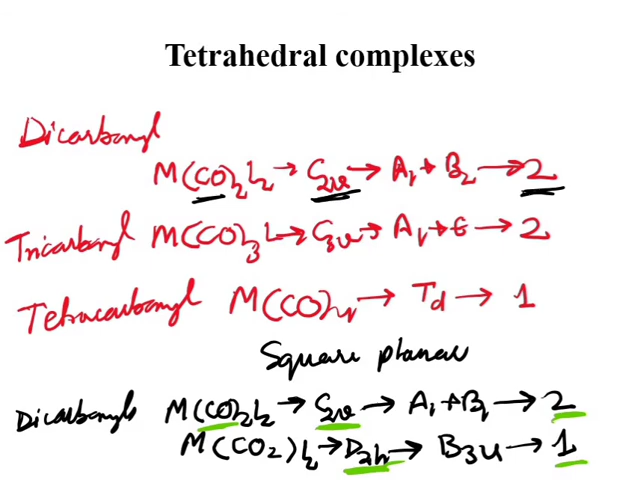 Tetrahedral complexes
Dicarbonyl
M(CO)₂L₂ → C₂ᵥ → A₁ + B₂ → 2
Tricarbonyl M(CO)₃L → C₃ᵥ → A₁ + E → 2
Tetracarbonyl M(CO)₄ → Td → 1
Square planar
Dicarbonyls M(CO)₂L₂ → C₂ᵥ → A₁ + B₁ → 2
M(CO₂)L₂ → D₂h → B₃u → 1